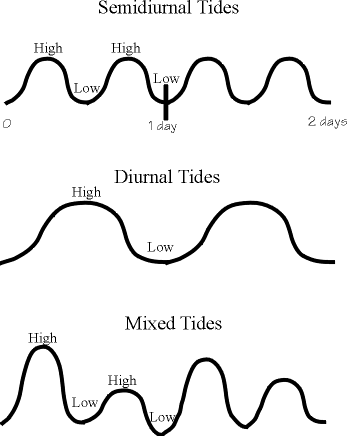 Semidiurnal Tides
High High
Low Low
0 1 day 2 days
Diurnal Tides
High
Low
Mixed Tides
High
High
Low
Low